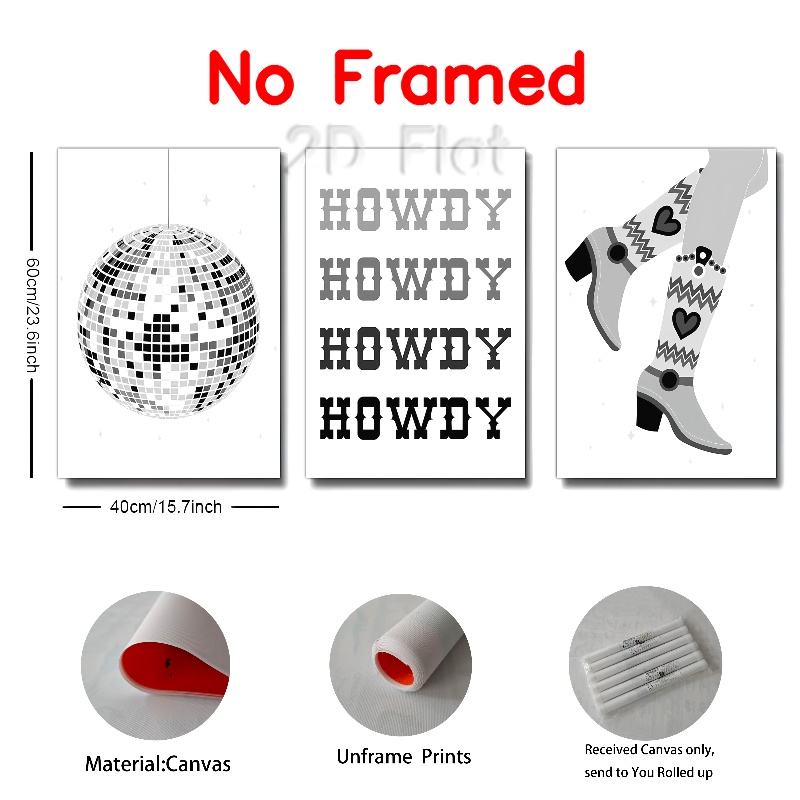 No Framed
2D Flat
60cm/23.6inch
HOWDY
HOWDY
HOWDY
HOWDY
40cm/15.7inch
Material:Canvas
Unframe Prints
Received Canvas only,
send to You Rolled up